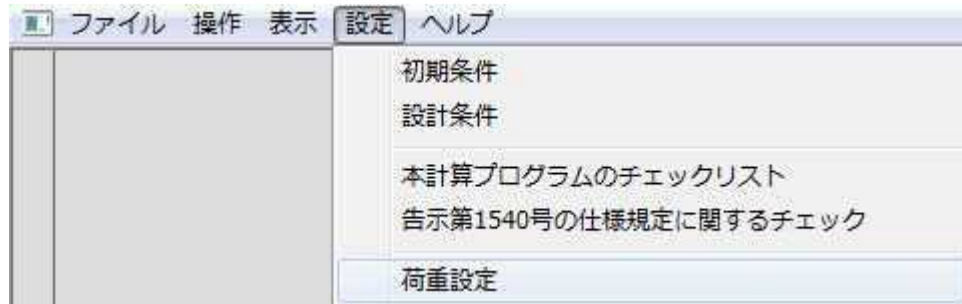 ファイル 操作 表示 設定 ヘルプ
初期条件
設計条件
本計算プログラムのチェックリスト
告示第1540号の仕様規定に関するチェック
荷重設定